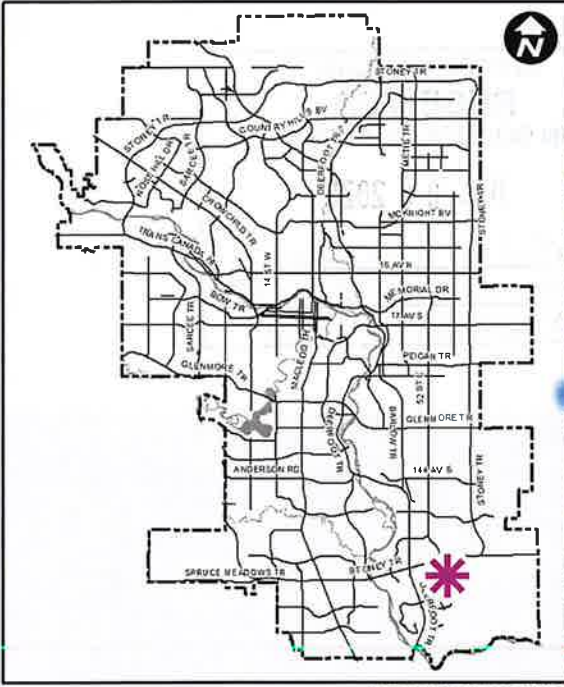 N
STONEY TR
COUNTRY HILLS BV
STONEY TR
SARCEE TR
DEERFOOT TR
METIS TR
CROWCHILD TR
STONEY TR
MCKNIGHT BV
TRANS CANADA HI
14 ST W
16 AV N
BOW TR
MEMORIAL DR
17 AV S
SARCEE TR
MACLEOD TR
PEIGAN TR
GLENMORE TR
52 ST E
DEERFOOT TR
BARLOW TR
GLENMORE TR
ANDERSON RD
144 AV S
STONEY TR
STONEY TR
SPRUCE MEADOWS TR
DEERFOOT TR